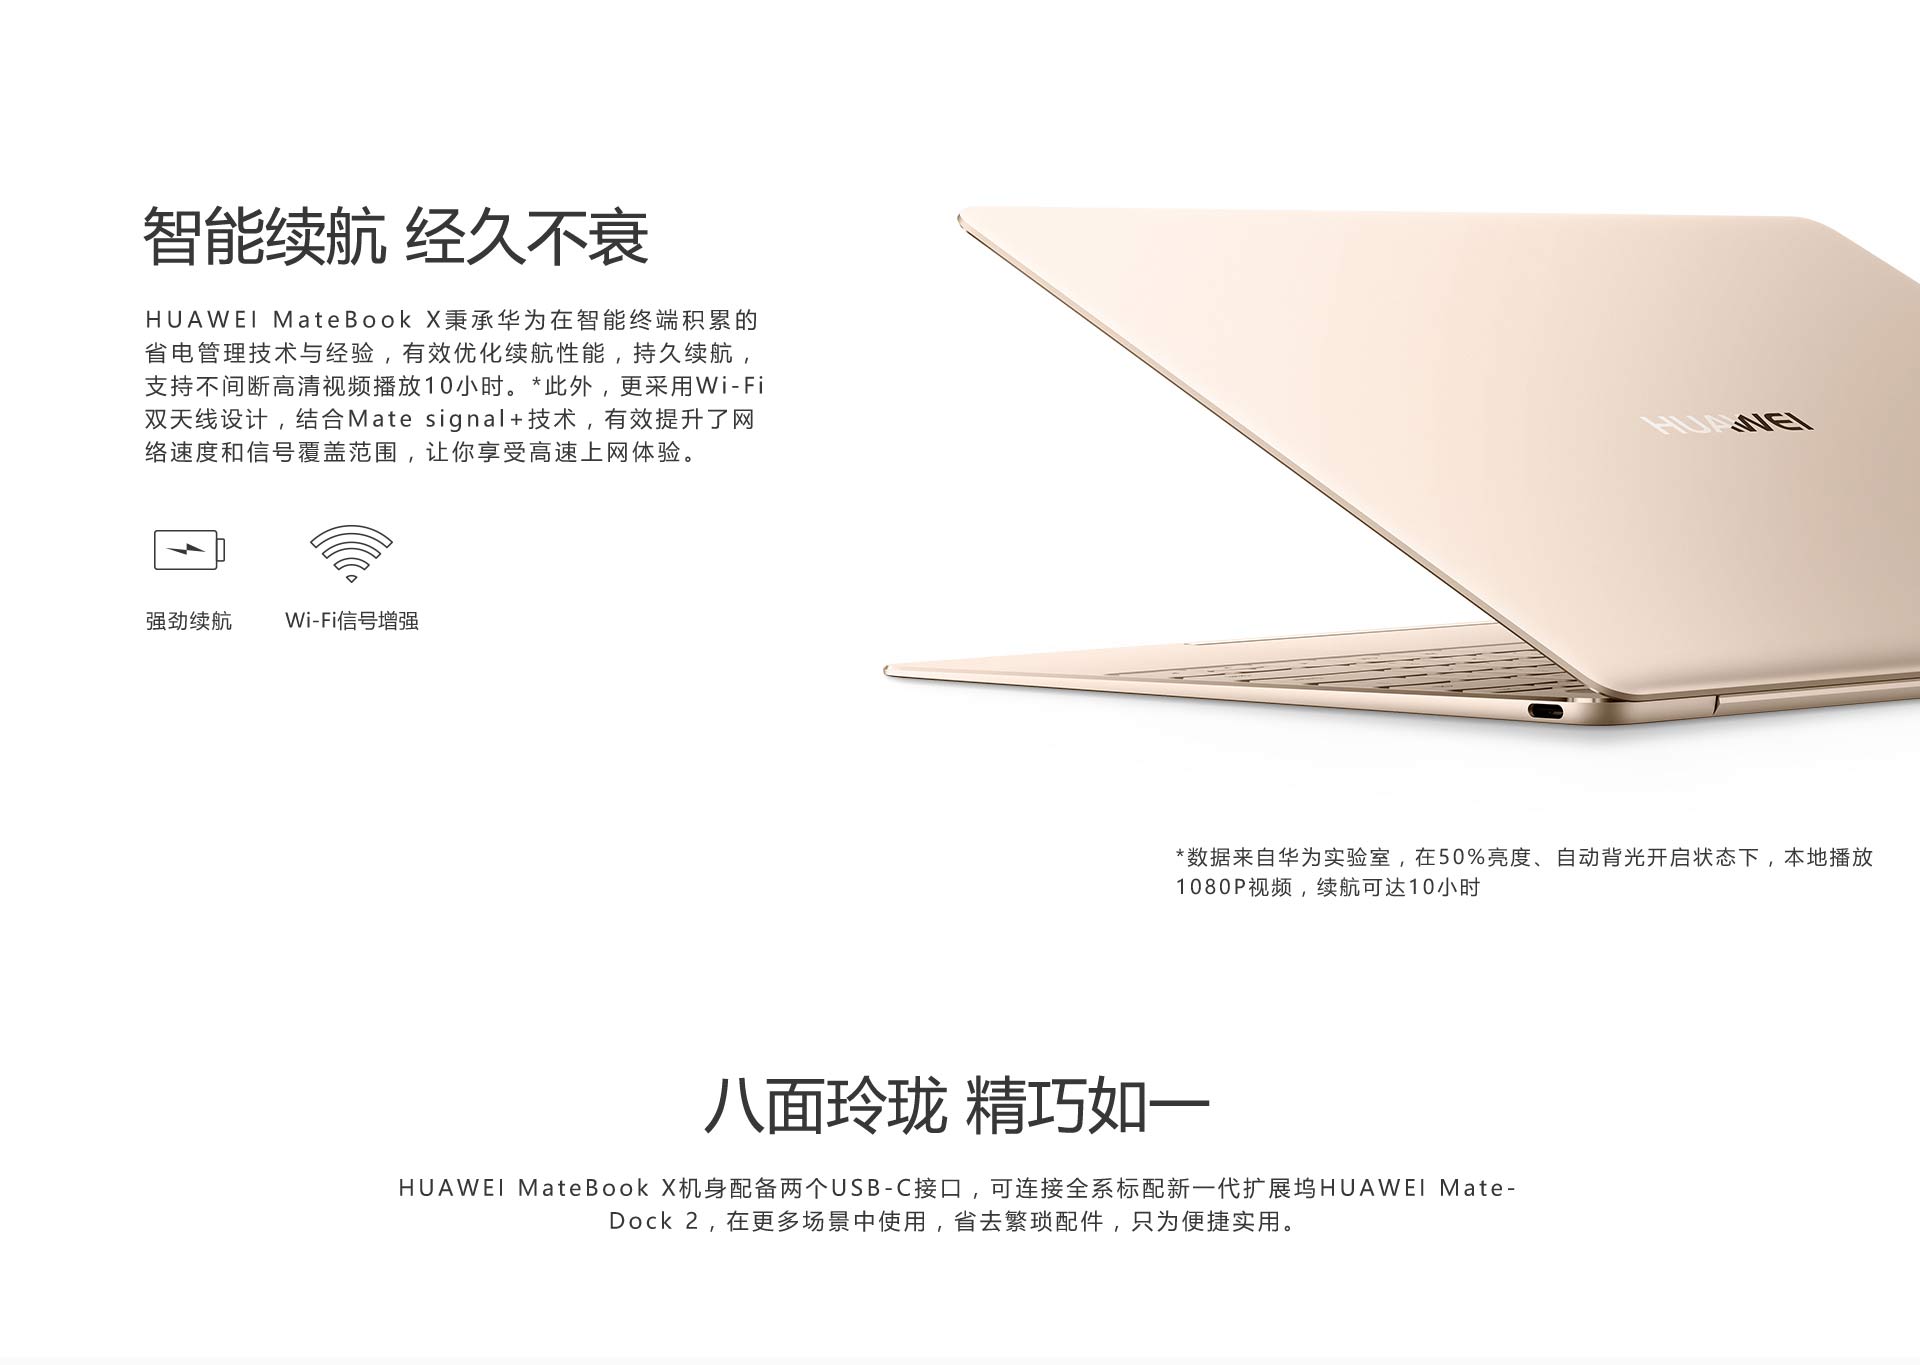 智能续航 经久不衰
HUAWEI MateBook X秉承华为在智能终端积累的
省电管理技术与经验，有效优化续航性能，持久续航，
支持不间断高清视频播放10小时。*此外，更采用Wi-Fi
双天线设计，结合Mate signal+技术，有效提升了网
络速度和信号覆盖范围，让你享受高速上网体验。
强劲续航
Wi-Fi信号增强
HUAWEI
*数据来自华为实验室，在50%亮度、自动背光开启状态下，本地播放
1080P视频，续航可达10小时
八面玲珑 精巧如一
HUAWEI MateBook X机身配备两个USB-C接口，可连接全系标配新一代扩展坞HUAWEI Mate-
Dock 2，在更多场景中使用，省去繁琐配件，只为便捷实用。